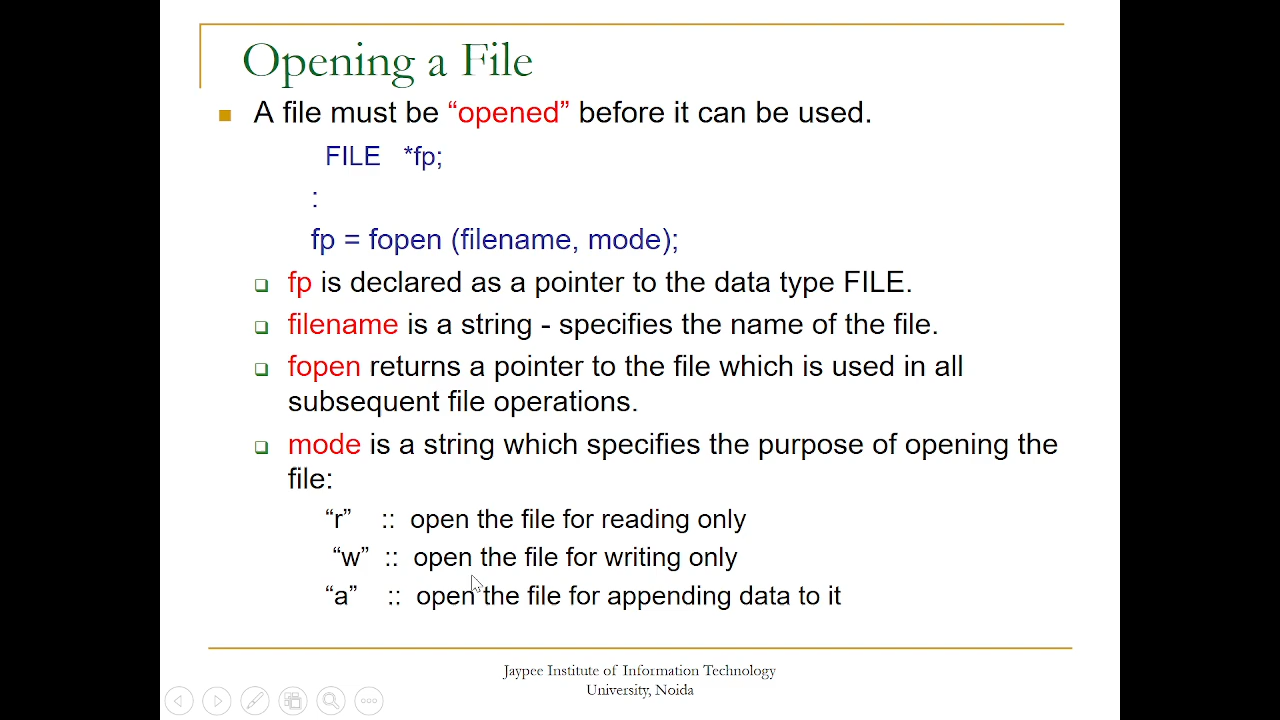 Opening a File
A file must be “opened” before it can be used.
FILE *fp;
:
fp = fopen (filename, mode);
fp is declared as a pointer to the data type FILE.
filename is a string - specifies the name of the file.
fopen returns a pointer to the file which is used in all
subsequent file operations.
mode is a string which specifies the purpose of opening the
file:
“r” :: open the file for reading only
“w” :: open the file for writing only
“a” :: open the file for appending data to it
Jaypee Institute of Information Technology
University, Noida